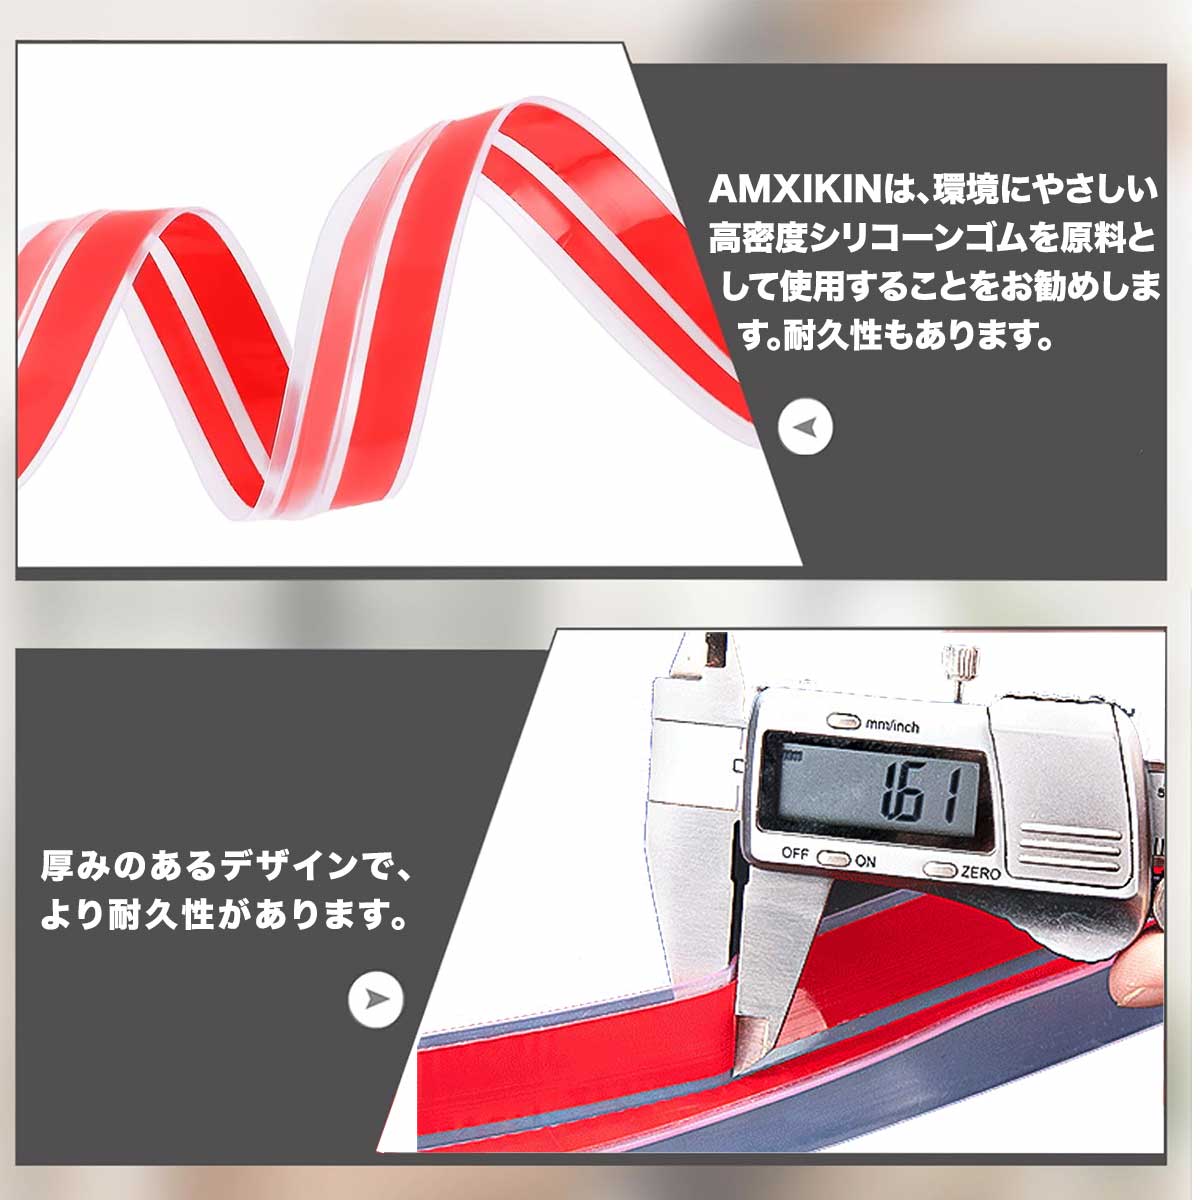 AMXIKINは、環境にやさしい
高密度シリコーンゴムを原料と
して使用することをお勧めしま
す。耐久性もあります。
mm/inch
mm
1.61
OFF ON
ZERO
厚みのあるデザインで、
より耐久性があります。